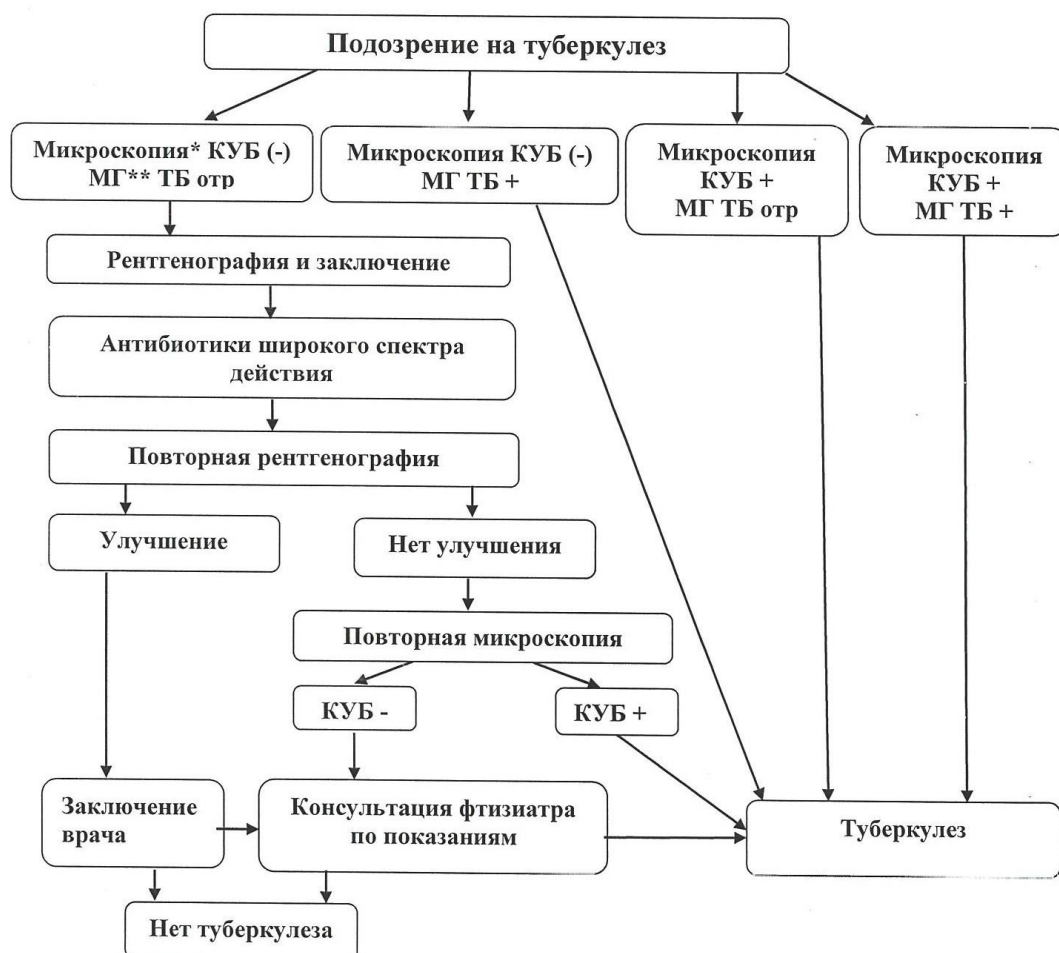 Подозрение на туберкулез
Микроскопия* КУБ (-)
МГ** ТБ отр
Микроскопия КУБ (-)
МГ ТБ +
Микроскопия
КУБ +
МГ ТБ отр
Микроскопия
КУБ +
МГ ТБ +
Рентгенография и заключение
Антибиотики широкого спектра
действия
Повторная рентгенография
Улучшение
Нет улучшения
Повторная микроскопия
КУБ -
КУБ +
Заключение
врача
Консультация фтизиатра
по показаниям
Туберкулез
Нет туберкулеза